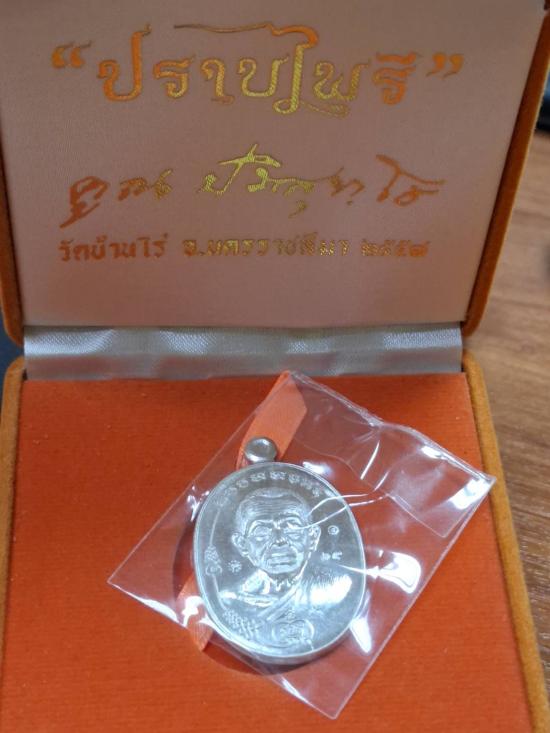 “ปราบไพรี”
คูณ ปริสุทฺโธ
วัดบ้านไร่ จ.นครราชสีมา ๒๕๕๗